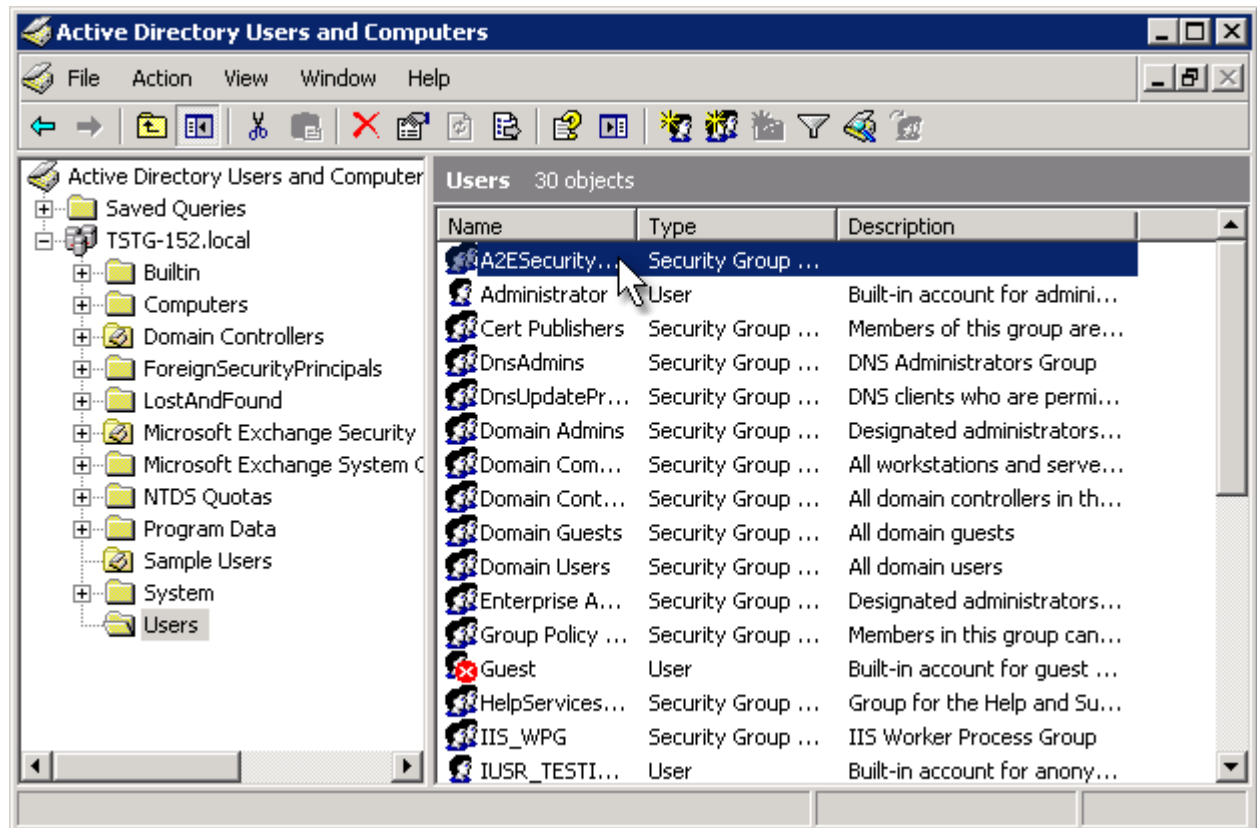 Active Directory Users and Computers
File Action View Window Help
Active Directory Users and Computer
Saved Queries
TSTG-152.local
Builtin
Computers
Domain Controllers
ForeignSecurityPrincipals
LostAndFound
Microsoft Exchange Security
Microsoft Exchange System C
NTDS Quotas
Program Data
Sample Users
System
Users
Users 30 objects
Name Type Description
A2ESecurity... Security Group ...
Administrator User Built-in account for admini...
Cert Publishers Security Group ... Members of this group are...
DnsAdmins Security Group ... DNS Administrators Group
DnsUpdatePr... Security Group ... DNS clients who are permi...
Domain Admins Security Group ... Designated administrators...
Domain Com... Security Group ... All workstations and serve...
Domain Cont... Security Group ... All domain controllers in th...
Domain Guests Security Group ... All domain guests
Domain Users Security Group ... All domain users
Enterprise A... Security Group ... Designated administrators...
Group Policy ... Security Group ... Members in this group can...
Guest User Built-in account for guest ...
HelpServices... Security Group ... Group for the Help and Su...
IIS_WPG Security Group ... IIS Worker Process Group
IUSR_TESTI... User Built-in account for anony...